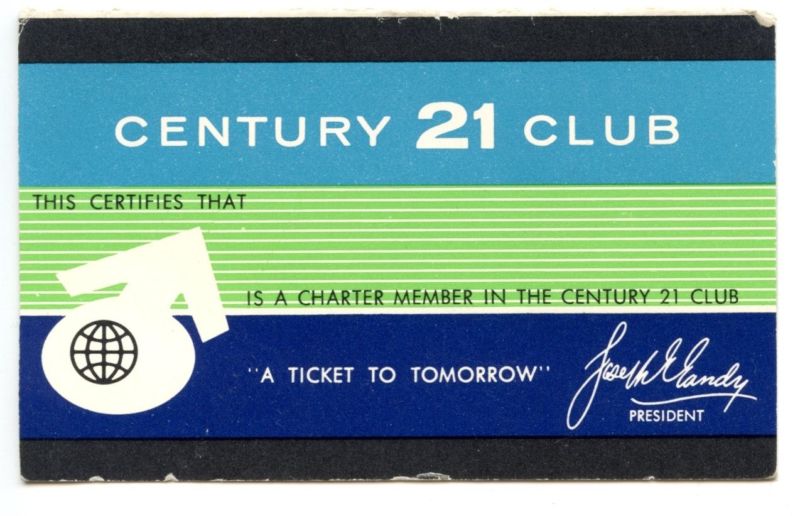 CENTURY 21 CLUB
THIS CERTIFIES THAT
IS A CHARTER MEMBER IN THE CENTURY 21 CLUB
"A TICKET TO TOMORROW"
Joseph E Gandy
PRESIDENT